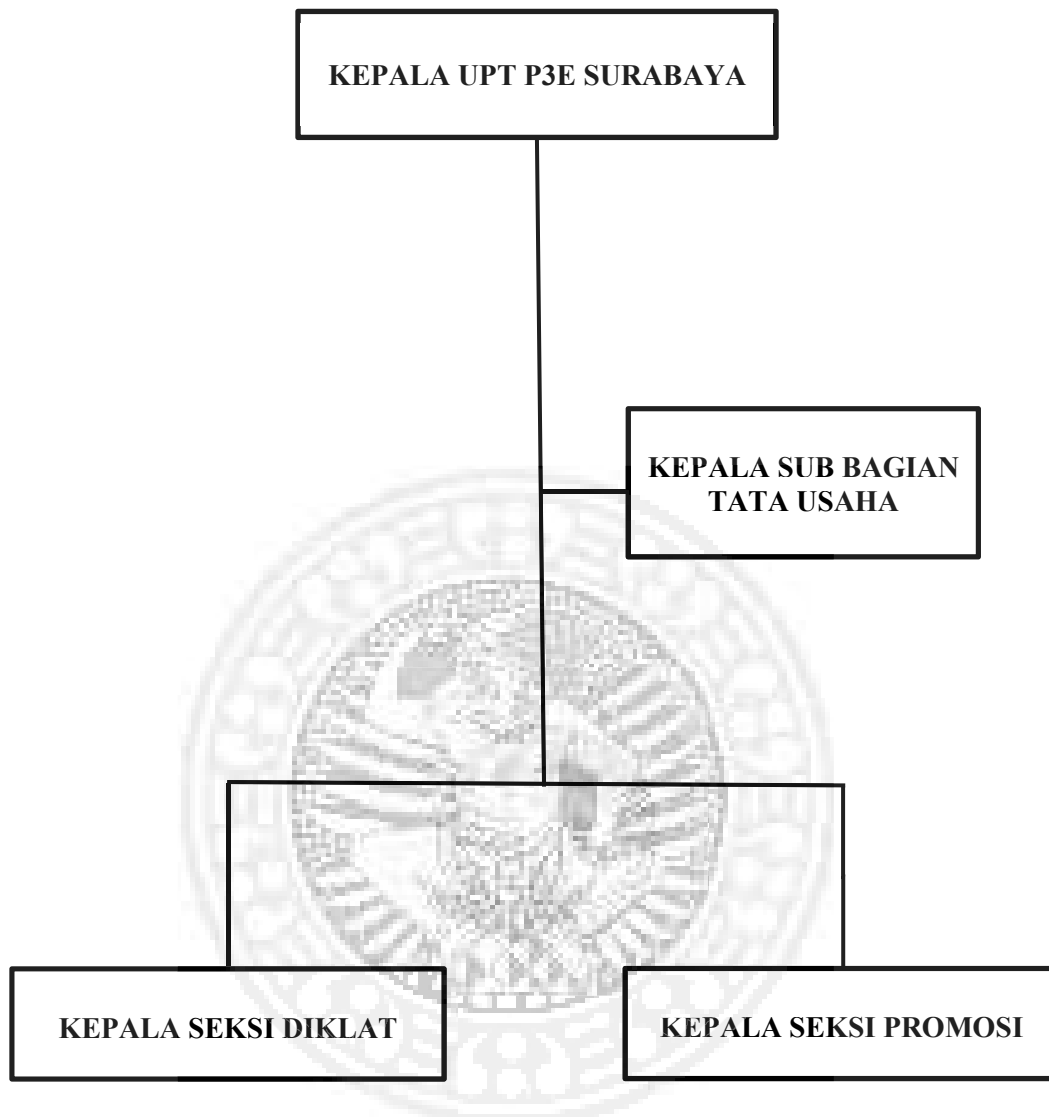 KEPALA UPT P3E SURABAYA
KEPALA SUB BAGIAN
TATA USAHA
KEPALA SEKSI DIKLAT
KEPALA SEKSI PROMOSI